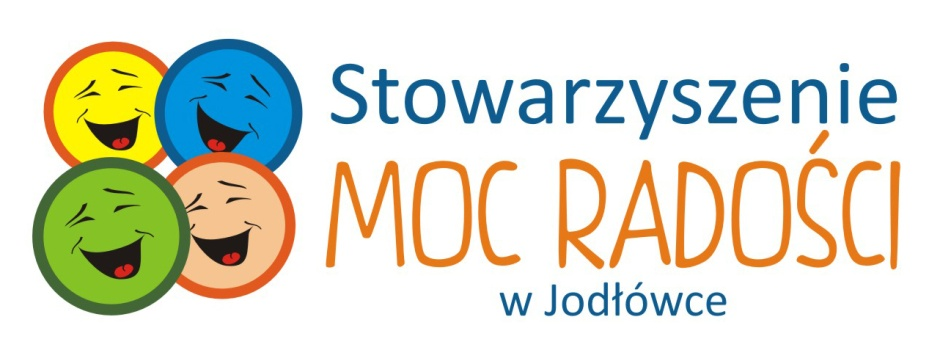 Stowarzyszenie
MOC RADOŚCI
w Jodłówce